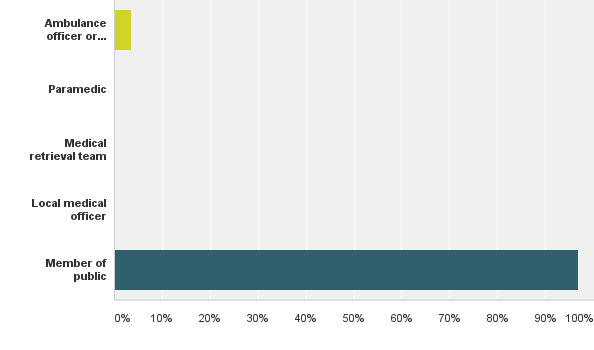 Ambulance
officer or...
Paramedic
Medical
retrieval team
Local medical
officer
Member of
public
0% 10% 20% 30% 40% 50% 60% 70% 80% 90% 100%